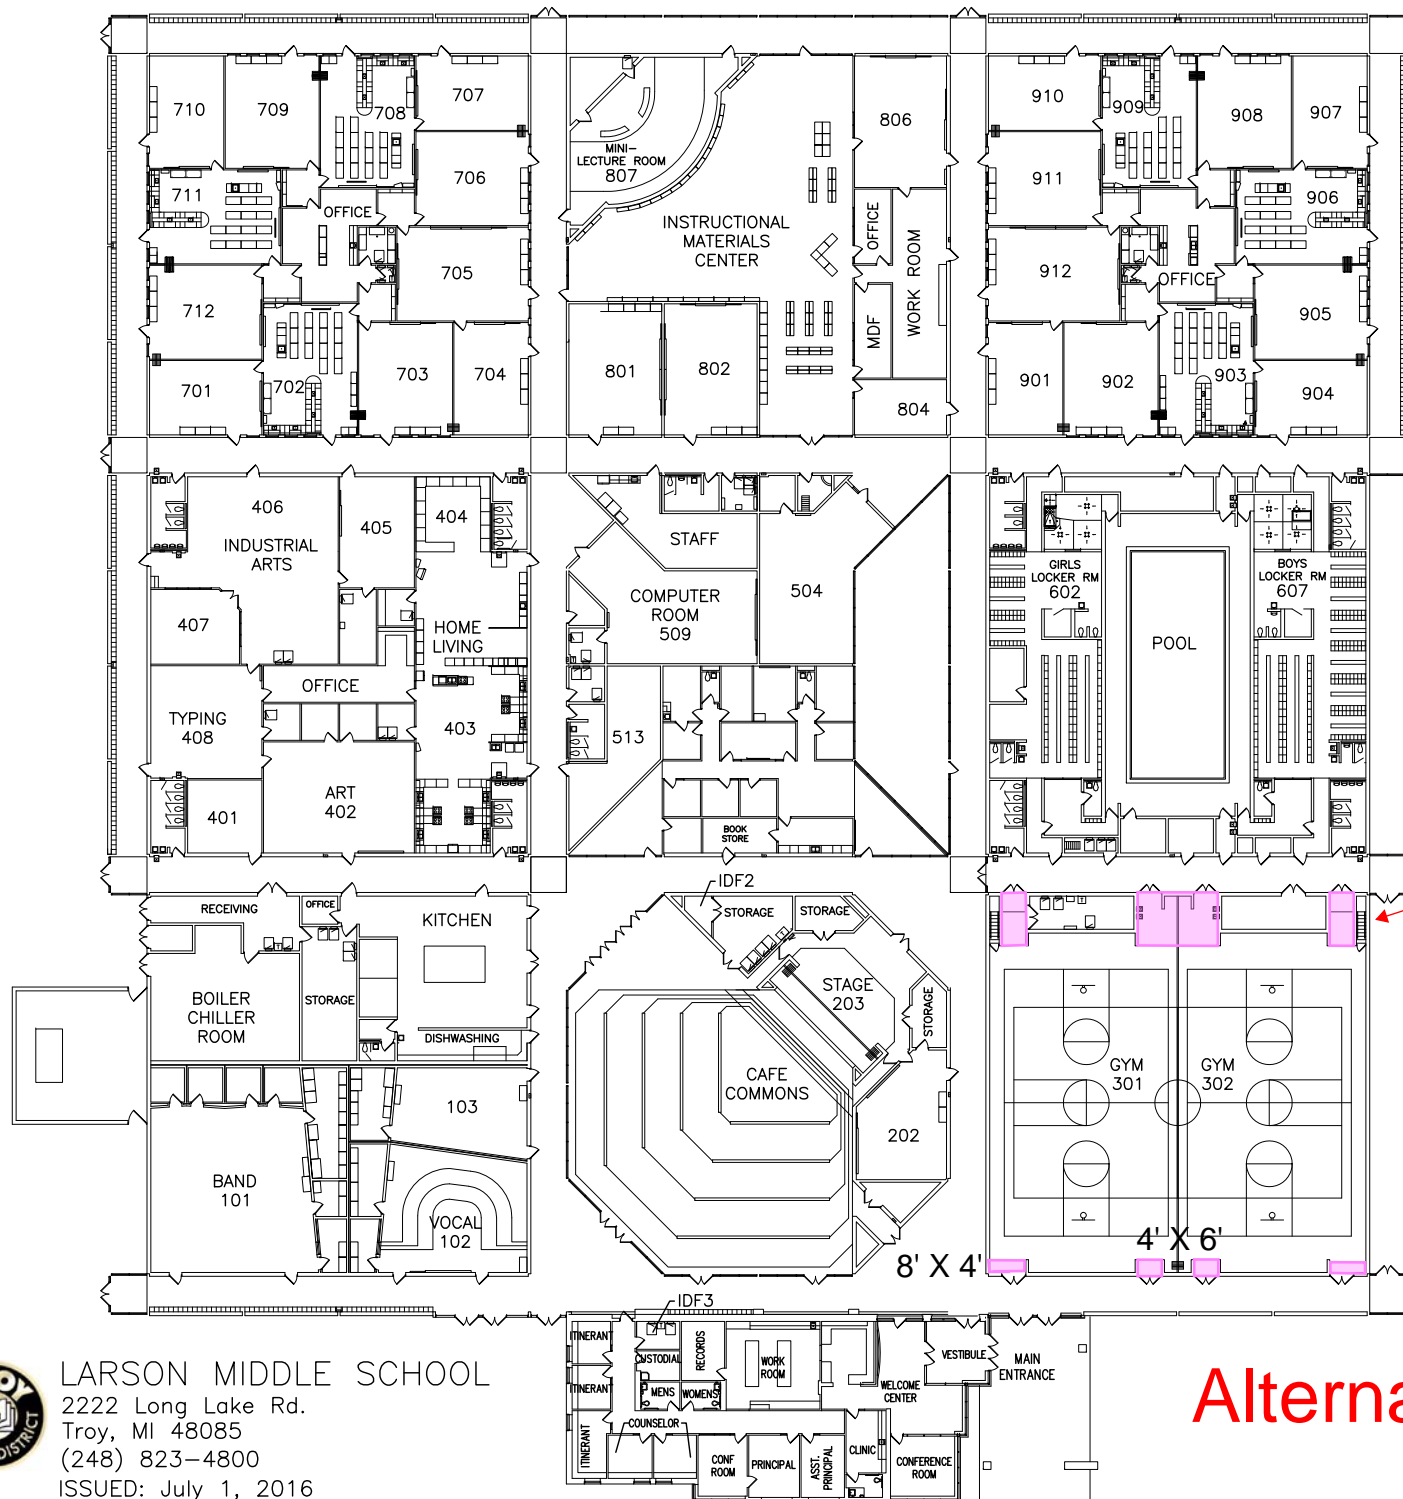 710
709
708
707
706
711
OFFICE
705
712
702
703
704
701
MINI-
LECTURE ROOM
807
806
INSTRUCTIONAL
MATERIALS
CENTER
OFFICE
WORK ROOM
MDF
801
802
804
910
909
908
907
911
906
912
OFFICE
905
901
902
903
904
406
INDUSTRIAL
ARTS
405
404
407
HOME
LIVING
OFFICE
TYPING
408
403
ART
402
401
STAFF
COMPUTER
ROOM
509
504
513
BOOK
STORE
GIRLS
LOCKER RM
602
BOYS
LOCKER RM
607
POOL
RECEIVING
OFFICE
KITCHEN
BOILER
CHILLER
ROOM
STORAGE
DISHWASHING
103
BAND
101
VOCAL
102
IDF2
STORAGE
STORAGE
STAGE
203
STORAGE
CAFE
COMMONS
202
GYM
301
GYM
302
4' X 6'
8' X 4'
IDF3
ITINERANT
CUSTODIAL
RECORDS
WORK
ROOM
VESTIBULE
MAIN
ENTRANCE
ITINERANT
MENS
WOMENS
WELCOME
CENTER
ITINERANT
COUNSELOR
CONF
ROOM
PRINCIPAL
ASST.
PRINCIPAL
CLINIC
CONFERENCE
ROOM
Alterna
OY
DISTRICT
LARSON MIDDLE SCHOOL
2222 Long Lake Rd.
Troy, MI 48085
(248) 823-4800
ISSUED: July 1, 2016